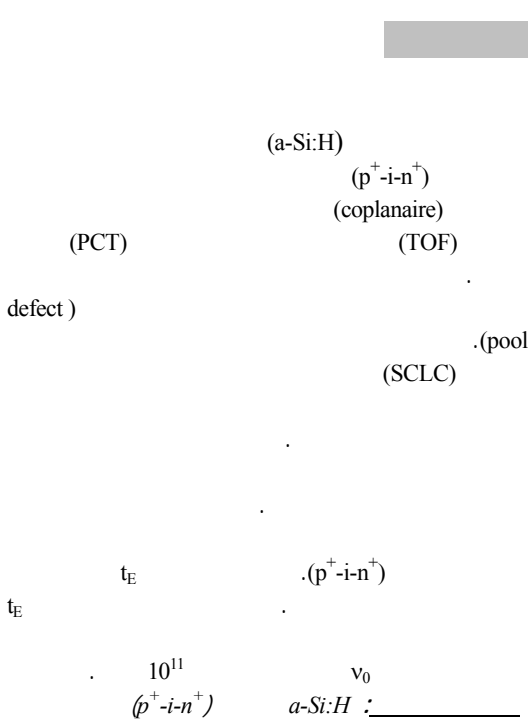 (a-Si:H)
(p⁺-i-n⁺)
(coplanaire)
(TOF) (PCT)
.
defect )
.(pool
(SCLC)
.
.
.(p⁺-i-n⁺) t_E
. t_E
ν₀ 10¹¹ .
: a-Si:H (p⁺-i-n⁺)